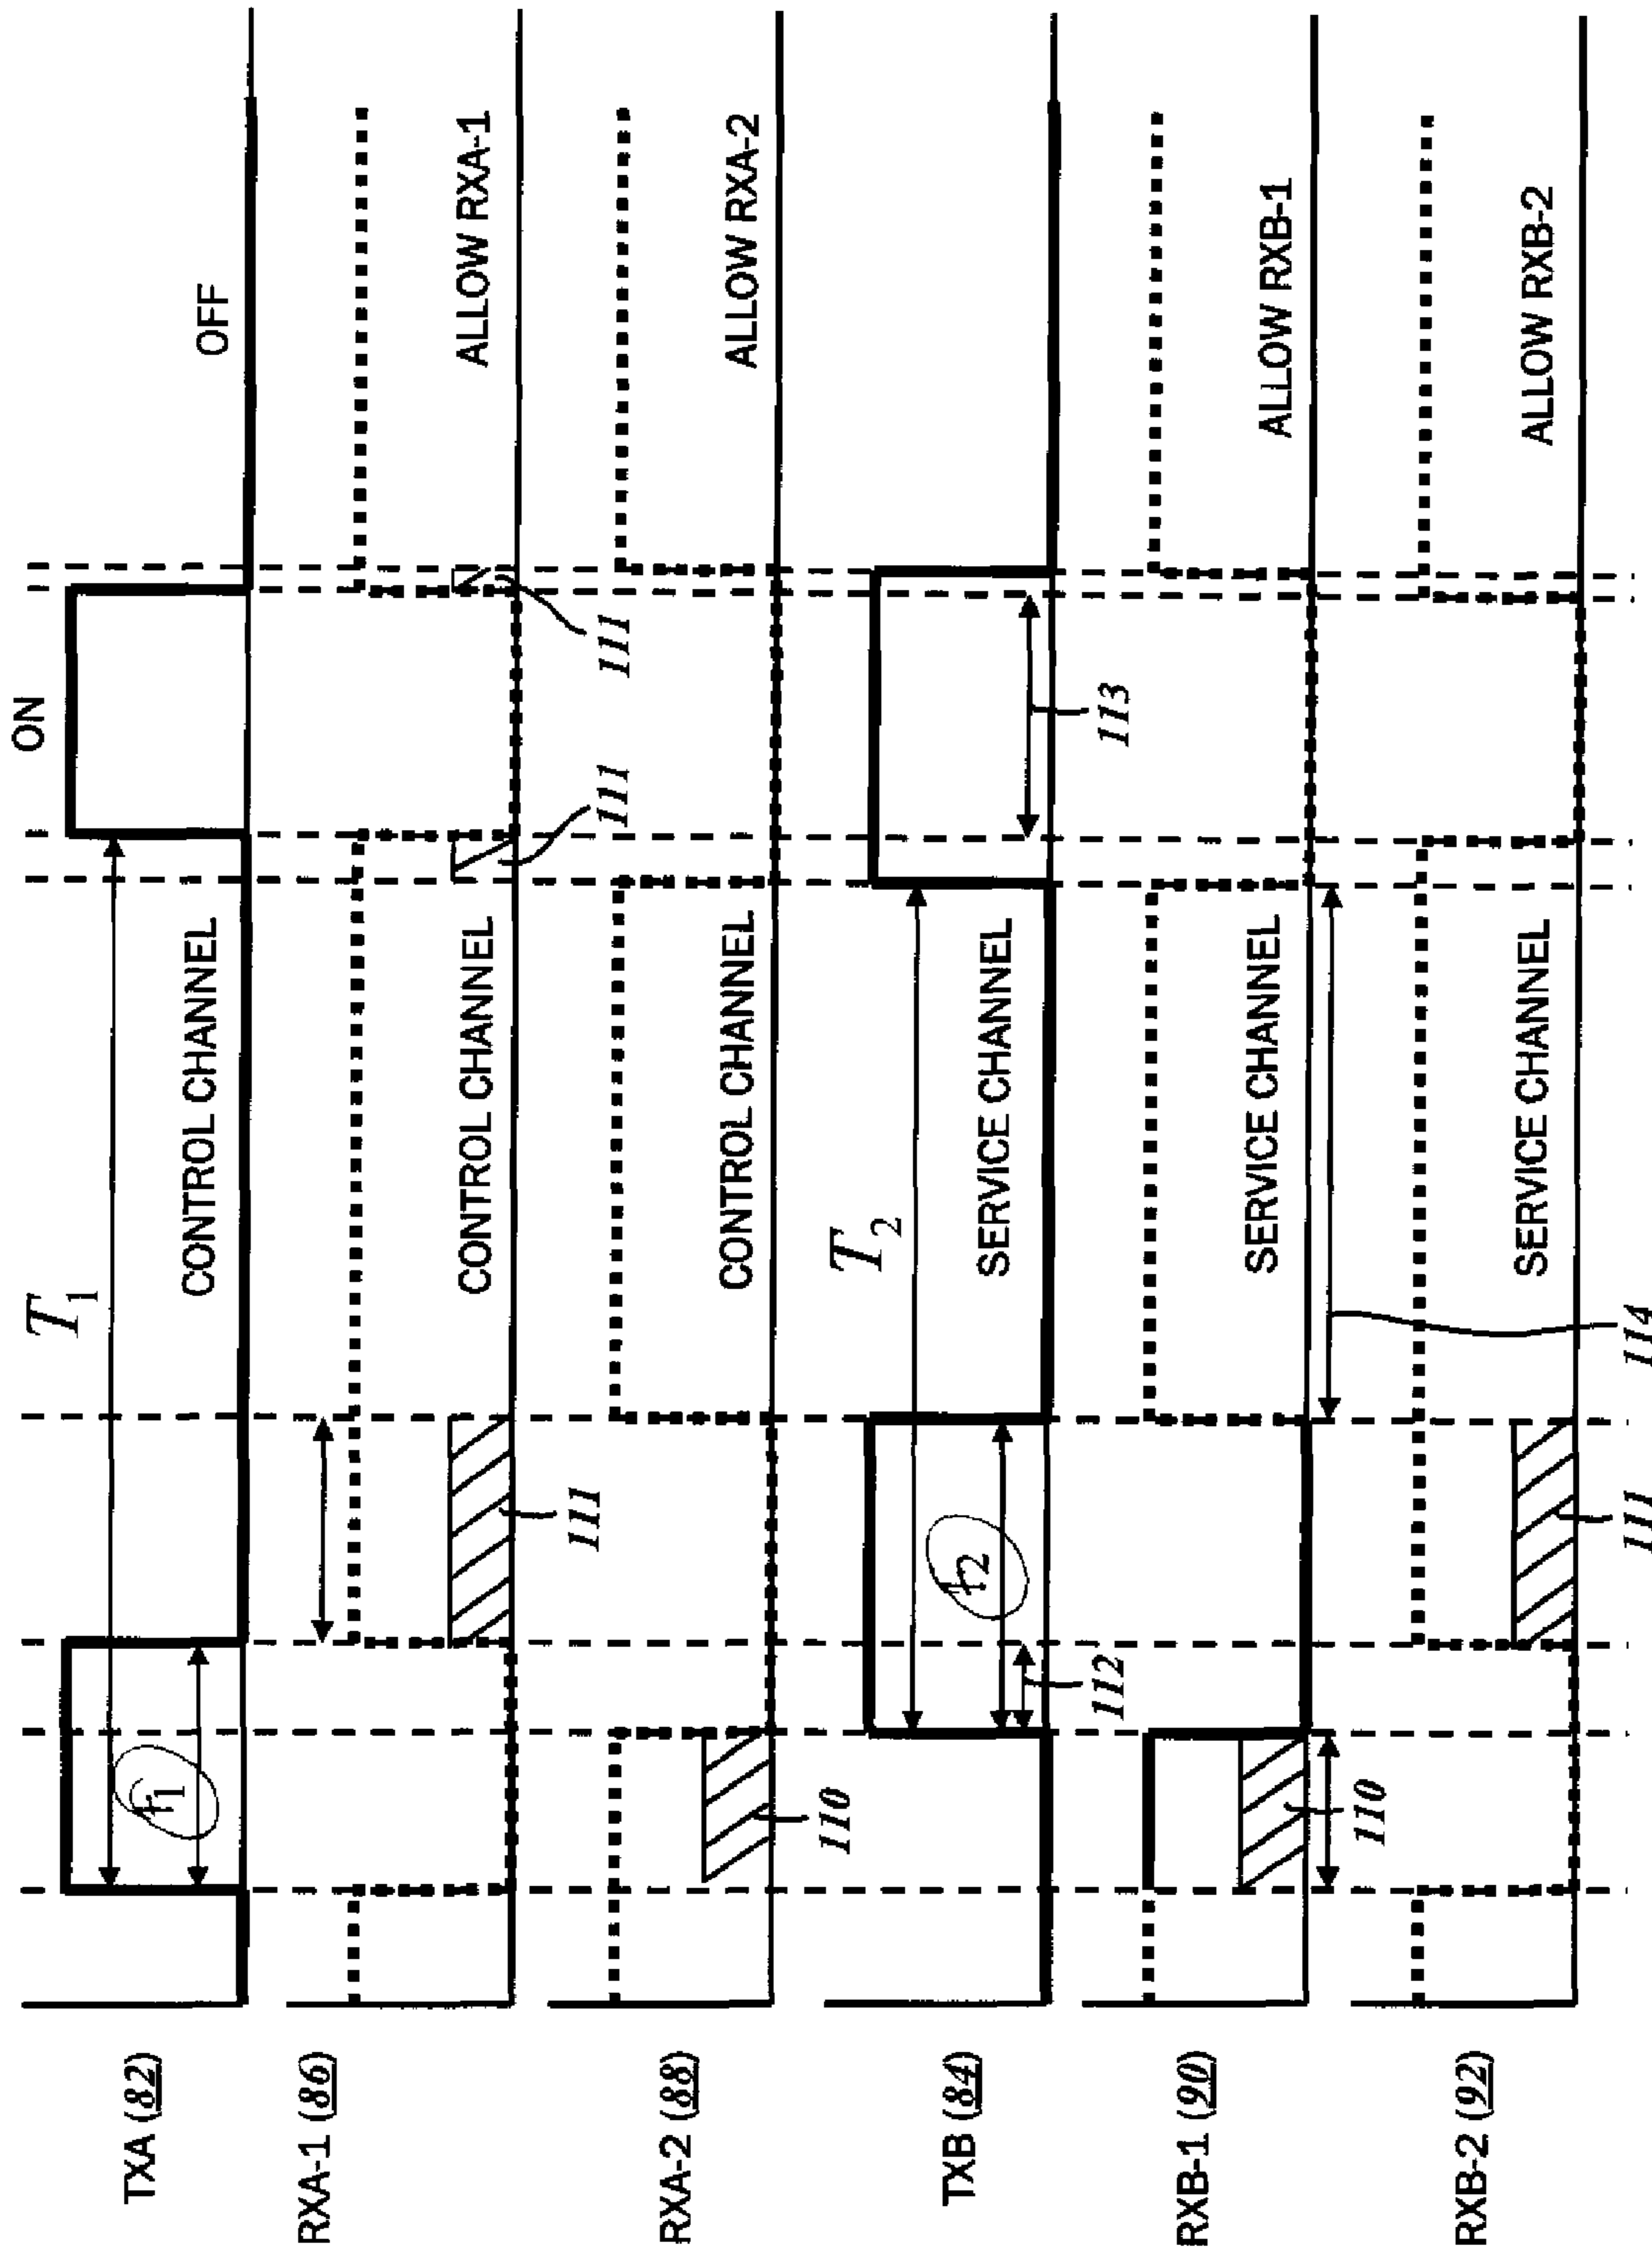 ON
OFF
TXA (82)
T1
t1
CONTROL CHANNEL
RXA-1 (86)
111
CONTROL CHANNEL
111
111
ALLOW RXA-1
RXA-2 (88)
110
CONTROL CHANNEL
ALLOW RXA-2
TXB (84)
T2
t2
112
SERVICE CHANNEL
113
RXB-1 (90)
110
SERVICE CHANNEL
114
ALLOW RXB-1
RXB-2 (92)
111
SERVICE CHANNEL
ALLOW RXB-2